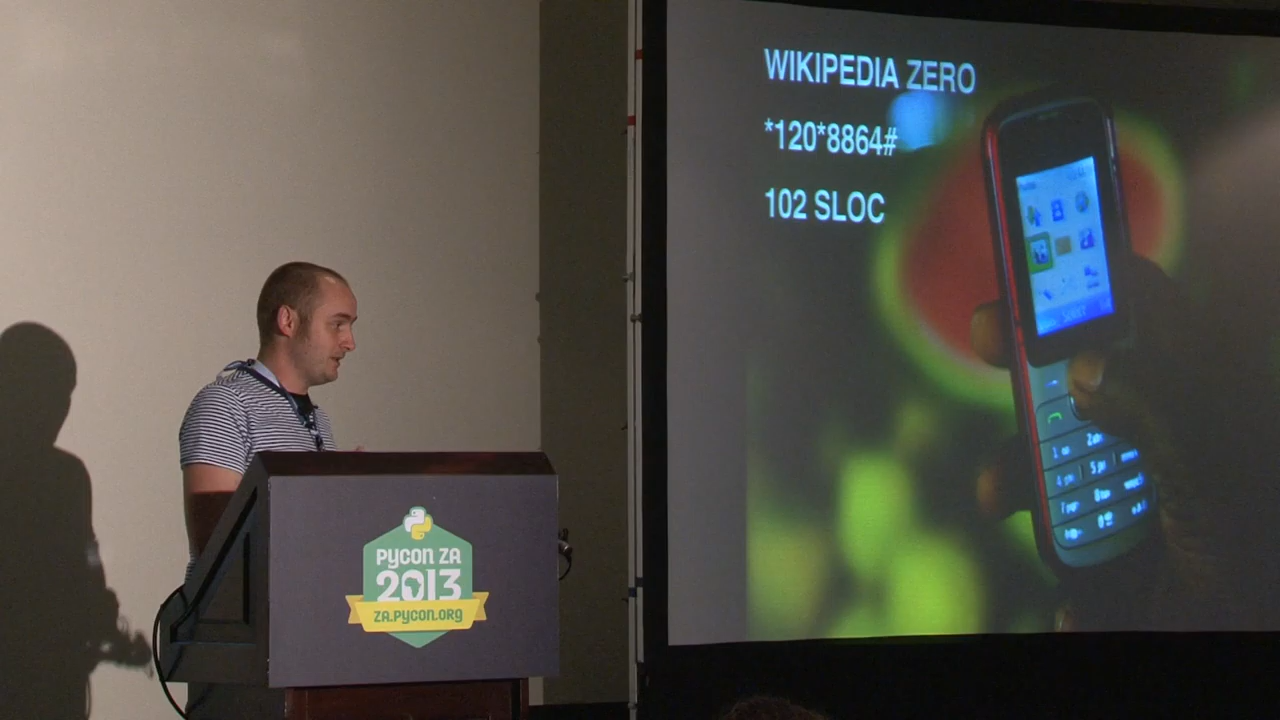 WIKIPEDIA ZERO
*120*8864#
102 SLOC
PYCON ZA
2013
ZA.PYCON.ORG